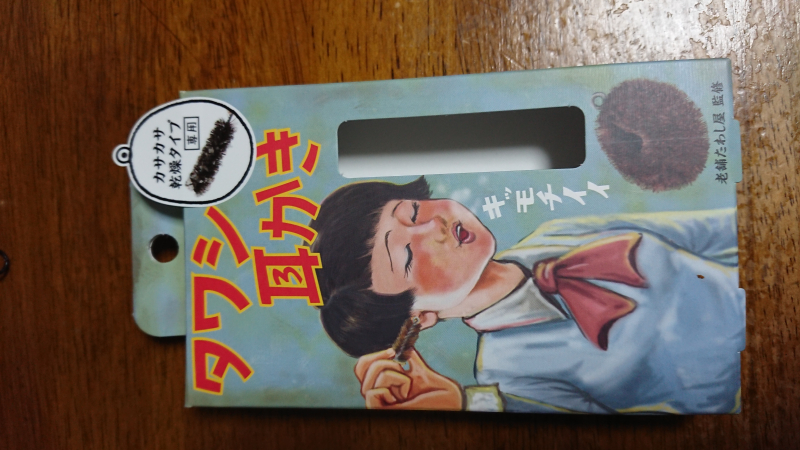 カサカサ
乾燥タイプ
専用
タワシ
耳かき
キッモチイイ
老舗たわし屋 監修